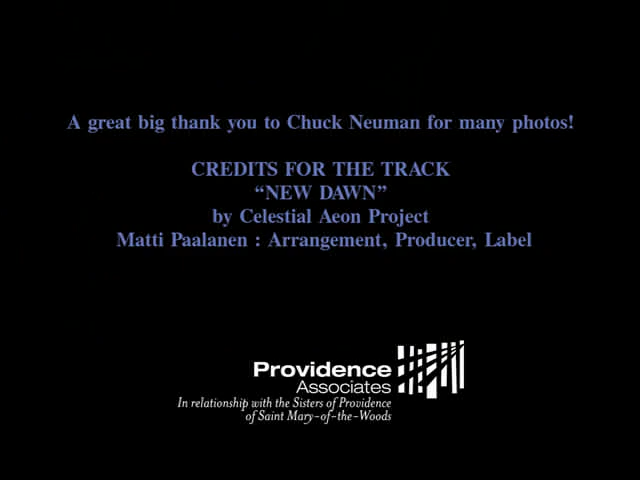 A great big thank you to Chuck Neuman for many photos!
CREDITS FOR THE TRACK
“NEW DAWN”
by Celestial Aeon Project
Matti Paalanen : Arrangement, Producer, Label
Providence
Associates
In relationship with the Sisters of Providence
of Saint Mary-of-the-Woods